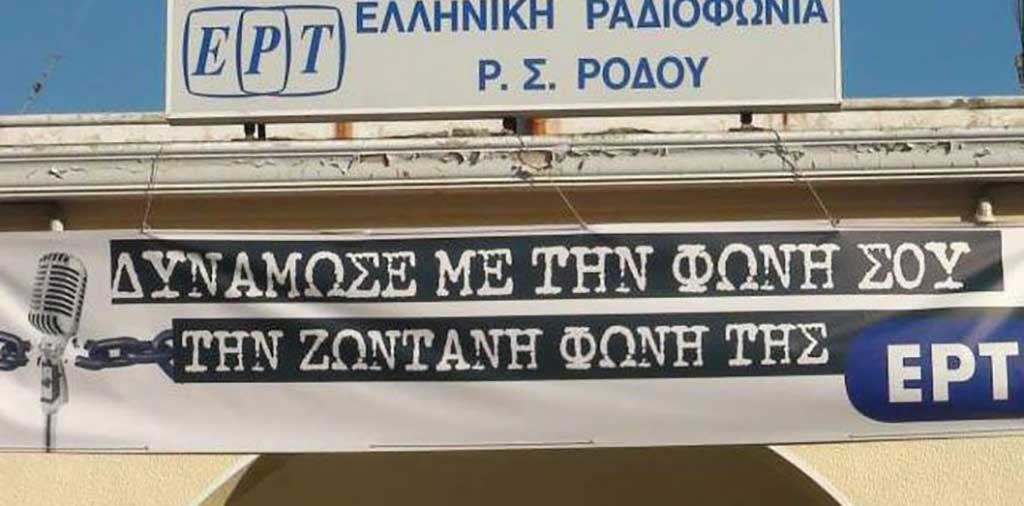 ΕΡΤ ΕΛΛΗΝΙΚΗ ΡΑΔΙΟΦΩΝΙΑ
Ρ. Σ. ΡΟΔΟΥ
ΔΥΝΑΜΩΣΕ ΜΕ ΤΗΝ ΦΩΝΗ ΣΟΥ
ΤΗΝ ΖΩΝΤΑΝΗ ΦΩΝΗ ΤΗΣ ΕΡΤ